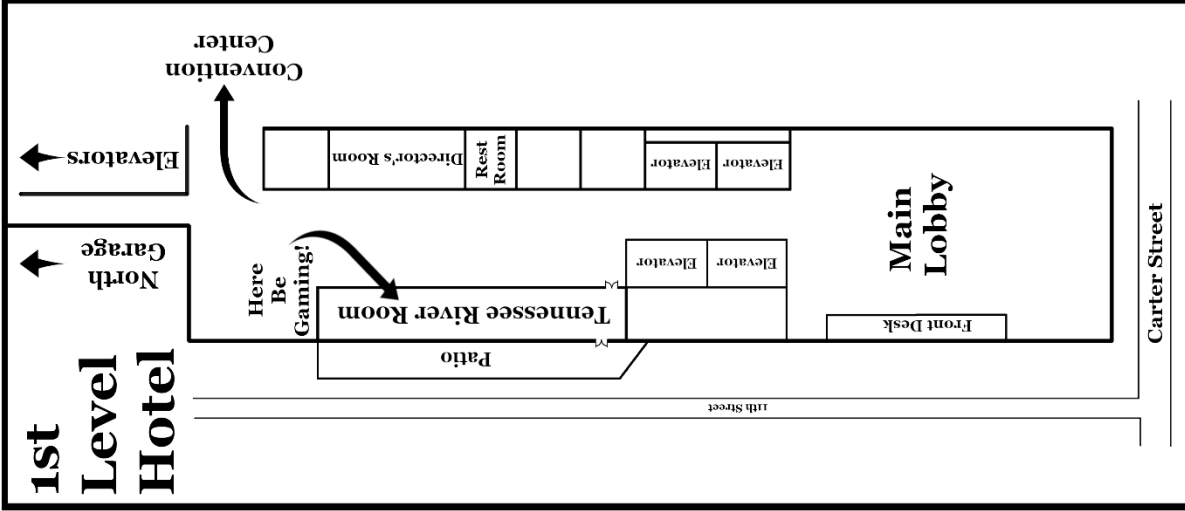 Convention
Center
Elevators
North
Garage
Director's Room
Rest
Room
Elevator
Elevator
Main
Lobby
Here
Be
Gaming!
Elevator
Elevator
Tennessee River Room
Patio
Front Desk
Carter Street
11th Street
1st
Level
Hotel